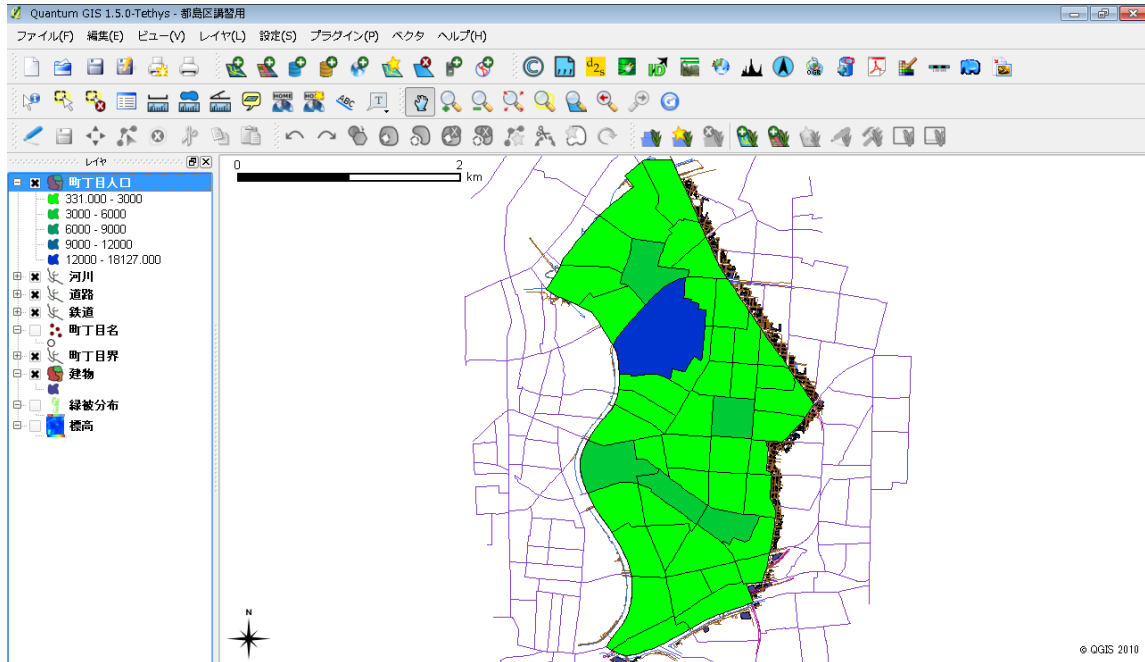 Quantum GIS 1.5.0-Tethys - 都島区講習用
ファイル(F) 編集(E) ビュー(V) レイヤ(L) 設定(S) プラグイン(P) ベクタ ヘルプ(H)
d2s
HOME
ABC
T
レイヤ
町丁目人口
331.000 - 3000
3000 - 6000
6000 - 9000
9000 - 12000
12000 - 18127.000
河川
道路
鉄道
町丁目名
町丁目界
建物
緑被分布
標高
0 2
km
N
© QGIS 2010